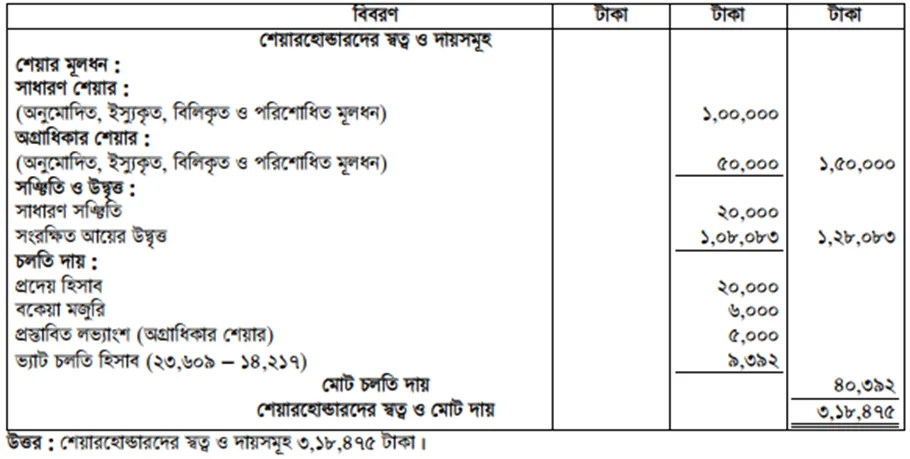 বিবরণ টাকা টাকা টাকা
শেয়ারহোল্ডারদের স্বত্ব ও দায়সমূহ
শেয়ার মূলধন :
সাধারণ শেয়ার :
(অনুমোদিত, ইস্যুকৃত, বিলিকৃত ও পরিশোধিত মূলধন) ১,০০,০০০
অগ্রাধিকার শেয়ার :
(অনুমোদিত, ইস্যুকৃত, বিলিকৃত ও পরিশোধিত মূলধন) ৫০,০০০ ১,৫০,০০০
সঞ্চিতি ও উদ্বৃত্ত :
সাধারণ সঞ্চিতি ২০,০০০
সংরক্ষিত আয়ের উদ্বৃত্ত ১,০৮,০৮৩ ১,২৮,০৮৩
চলতি দায় :
প্রদেয় হিসাব ২০,০০০
বকেয়া মজুরি ৬,০০০
প্রস্তাবিত লভ্যাংশ (অগ্রাধিকার শেয়ার) ৫,০০০
ভ্যাট চলতি হিসাব (২৩,৬০৯ – ১৪,২১৭) ৯,৩৯২
মোট চলতি দায় ৪০,৩৯২
শেয়ারহোল্ডারদের স্বত্ব ও মোট দায় ৩,১৮,৪৭৫
উত্তর : শেয়ারহোল্ডারদের স্বত্ব ও দায়সমূহ ৩,১৮,৪৭৫ টাকা।